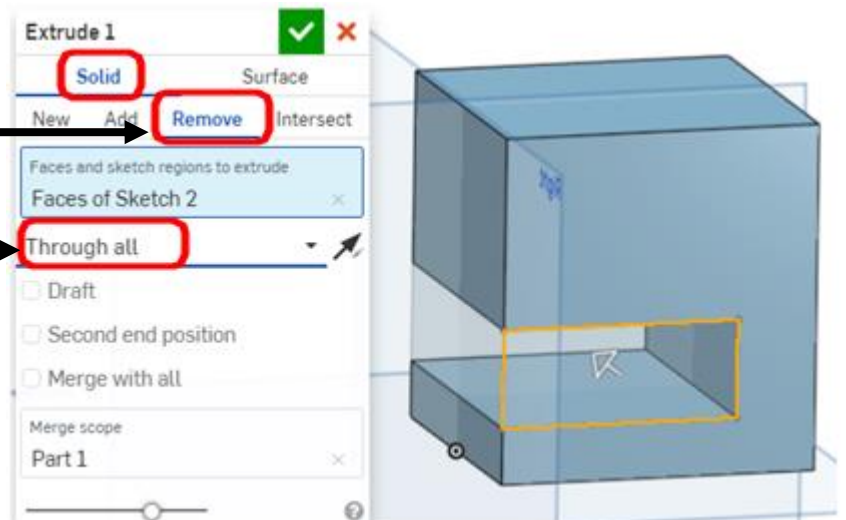 Extrude 1
Solid Surface
New Add Remove Intersect
Faces and sketch regions to extrude
Faces of Sketch 2
Through all
Draft
Second end position
Merge with all
Merge scope
Part 1